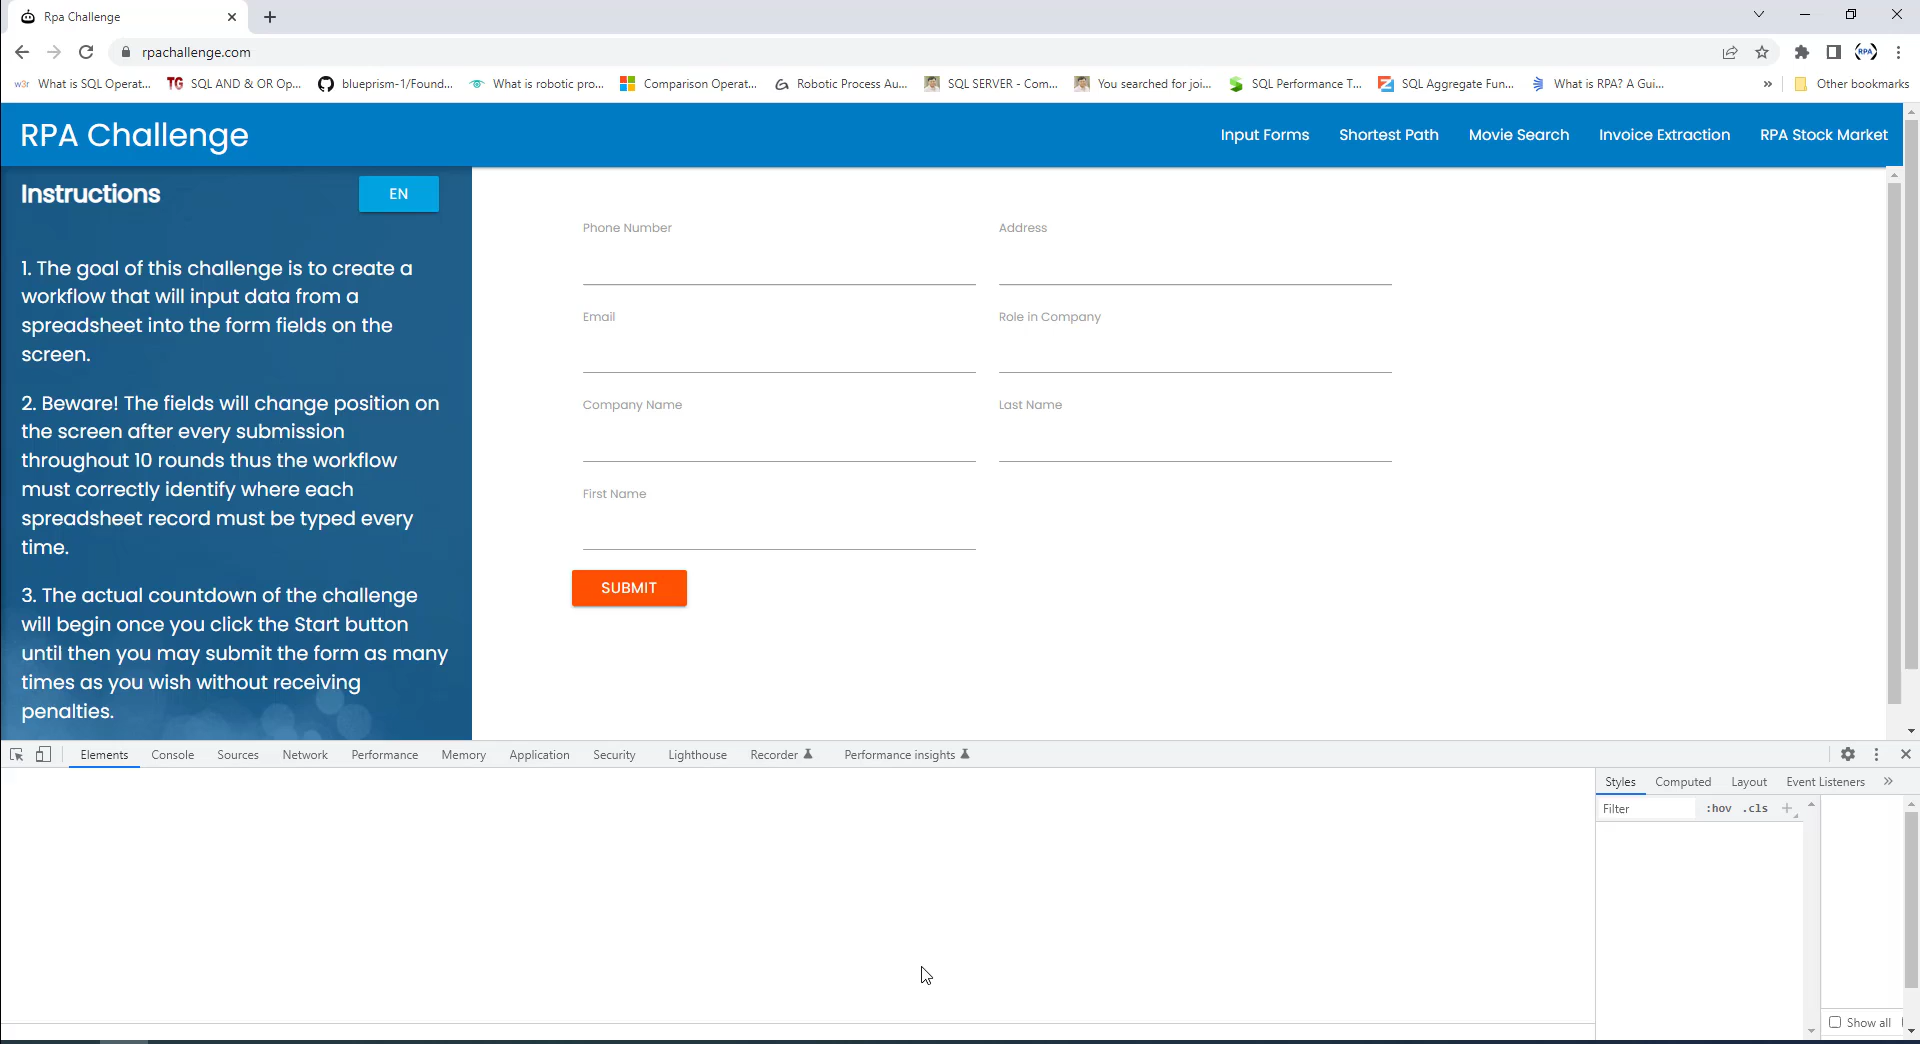 Rpa Challenge
rpachallenge.com
w3r What is SQL Operat...
TG SQL AND & OR Op...
blueprism-1/Found...
What is robotic pro...
Comparison Operat...
Robotic Process Au...
SQL SERVER - Com...
You searched for joi...
SQL Performance T...
SQL Aggregate Fun...
What is RPA? A Gui...
»
Other bookmarks
RPA Challenge
Input Forms
Shortest Path
Movie Search
Invoice Extraction
RPA Stock Market
Instructions
EN
1. The goal of this challenge is to create a
workflow that will input data from a
spreadsheet into the form fields on the
screen.
2. Beware! The fields will change position on
the screen after every submission
throughout 10 rounds thus the workflow
must correctly identify where each
spreadsheet record must be typed every
time.
3. The actual countdown of the challenge
will begin once you click the Start button
until then you may submit the form as many
times as you wish without receiving
penalties.
Phone Number
Address
Email
Role in Company
Company Name
Last Name
First Name
SUBMIT
Elements
Console
Sources
Network
Performance
Memory
Application
Security
Lighthouse
Recorder
Performance insights
Styles
Computed
Layout
Event Listeners
»
Filter
:hov
.cls
Show all